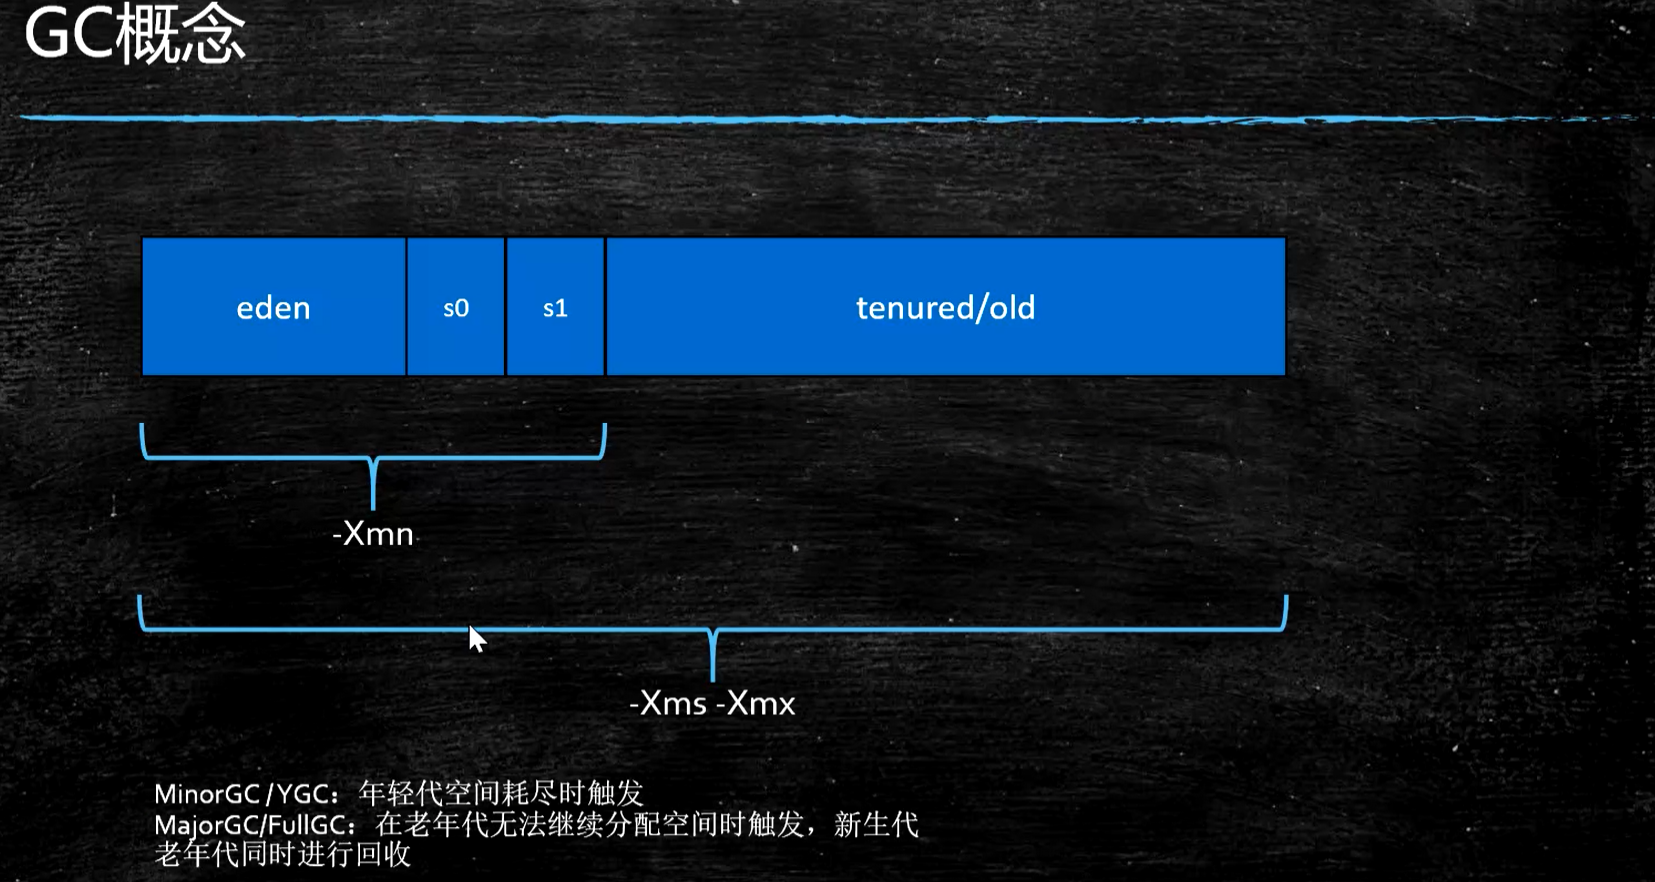 GC概念
eden s0 s1 tenured/old
-Xmn
-Xms -Xmx
MinorGC/YGC：年轻代空间耗尽时触发
MajorGC/FullGC：在老年代无法继续分配空间时触发，新生代
老年代同时进行回收